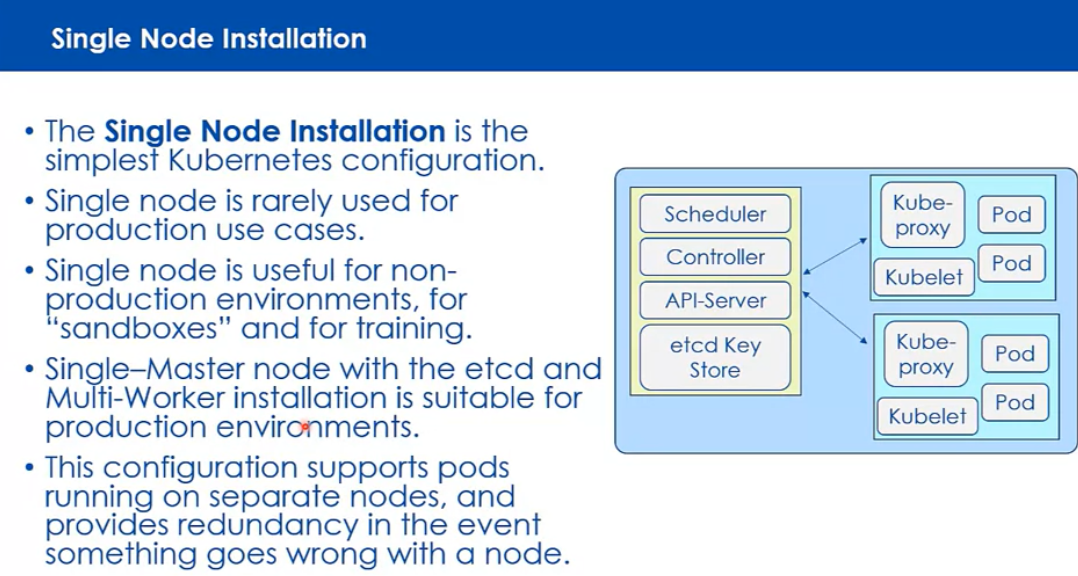 Single Node Installation
• The Single Node Installation is the
simplest Kubernetes configuration.
• Single node is rarely used for
production use cases.
• Single node is useful for non-
production environments, for
“sandboxes” and for training.
• Single–Master node with the etcd and
Multi-Worker installation is suitable for
production environments.
• This configuration supports pods
running on separate nodes, and
provides redundancy in the event
something goes wrong with a node.
Scheduler
Controller
API-Server
etcd Key
Store
Kube-
proxy
Pod
Pod
Kubelet
Kube-
proxy
Pod
Pod
Kubelet